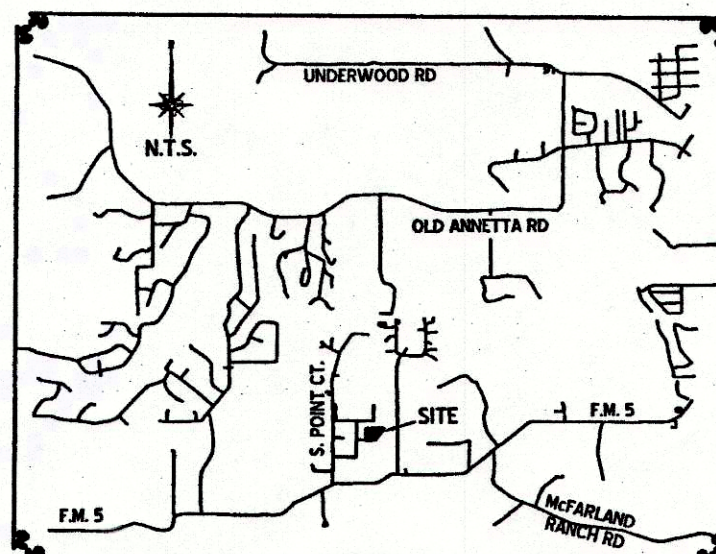 UNDERWOOD RD
N.T.S.
OLD ANNETTA RD
S. POINT CT.
SITE
F.M. 5
F.M. 5
McFARLAND
RANCH RD